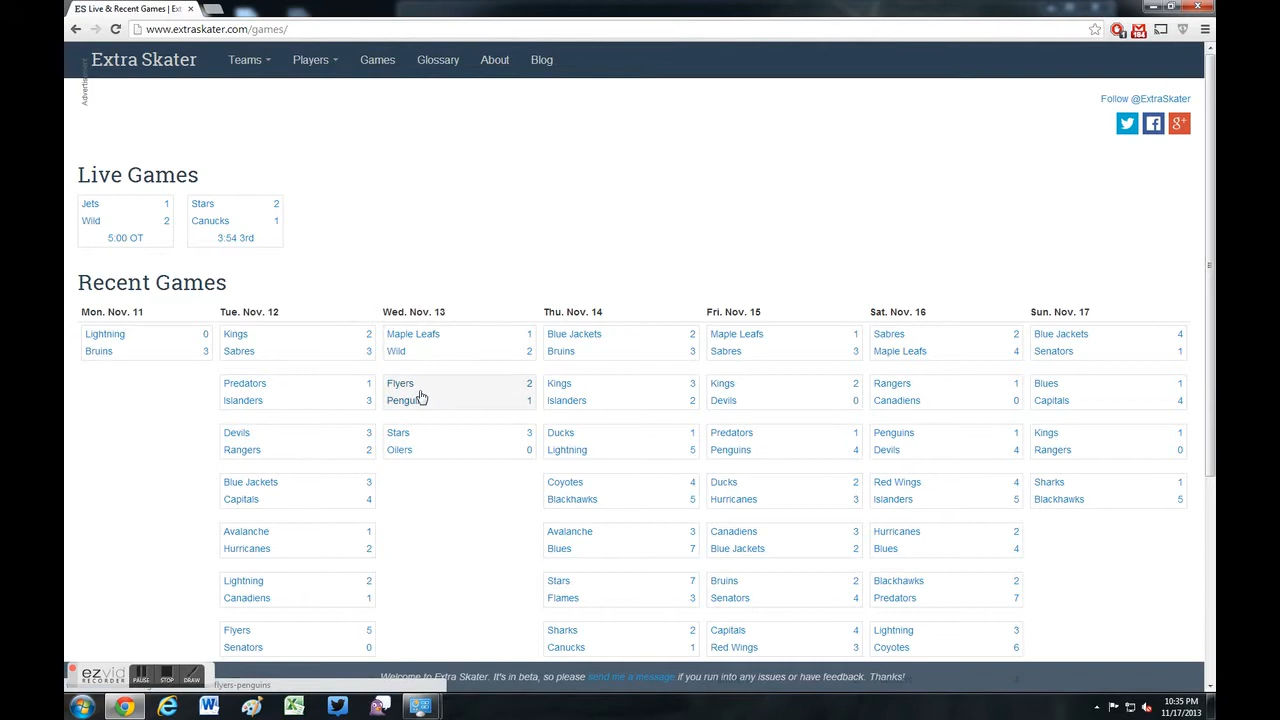 ES Live & Recent Games | Ex
www.extraskater.com/games/
184
Extra Skater Teams Players Games Glossary About Blog
Advertisement
Follow @ExtraSkater
Live Games
Jets 1 Stars 2
Wild 2 Canucks 1
5:00 OT 3:54 3rd
Recent Games
Mon. Nov. 11 Tue. Nov. 12 Wed. Nov. 13 Thu. Nov. 14 Fri. Nov. 15 Sat. Nov. 16 Sun. Nov. 17
Lightning 0 Kings 2 Maple Leafs 1 Blue Jackets 2 Maple Leafs 1 Sabres 2 Blue Jackets 4
Bruins 3 Sabres 3 Wild 2 Bruins 3 Sabres 3 Maple Leafs 4 Senators 1
Predators 1 Flyers 2 Kings 3 Kings 2 Rangers 1 Blues 1
Islanders 3 Penguins 1 Islanders 2 Devils 0 Canadiens 0 Capitals 4
Devils 3 Stars 3 Ducks 1 Predators 1 Penguins 1 Kings 1
Rangers 2 Oilers 0 Lightning 5 Penguins 4 Devils 4 Rangers 0
Blue Jackets 3 Coyotes 4 Ducks 2 Red Wings 4 Sharks 1
Capitals 4 Blackhawks 5 Hurricanes 3 Islanders 5 Blackhawks 5
Avalanche 1 Avalanche 3 Canadiens 3 Hurricanes 2
Hurricanes 2 Blues 7 Blue Jackets 2 Blues 4
Lightning 2 Stars 7 Bruins 2 Blackhawks 2
Canadiens 1 Flames 3 Senators 4 Predators 7
Flyers 5 Sharks 2 Capitals 4 Lightning 3
Senators 0 Canucks 1 Red Wings 3 Coyotes 6
ezvid
RECORDER
PAUSE STOP DRAW
Welcome to Extra Skater. It's in beta, so please send me a message if you run into any issues or have feedback. Thanks!
flyers-penguins
10:35 PM
11/17/2013